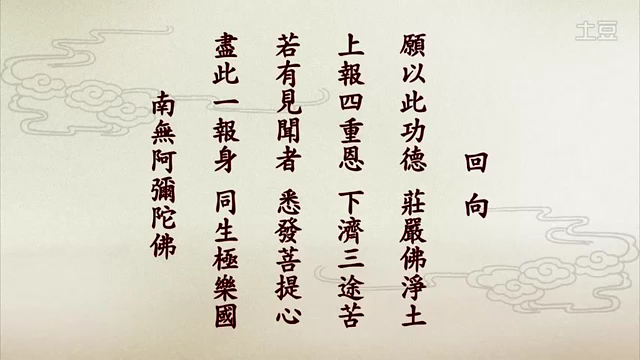 土豆
回向
願以此功德 莊嚴佛淨土
上報四重恩 下濟三途苦
若有見聞者 悉發菩提心
盡此一報身 同生極樂國
南無阿彌陀佛